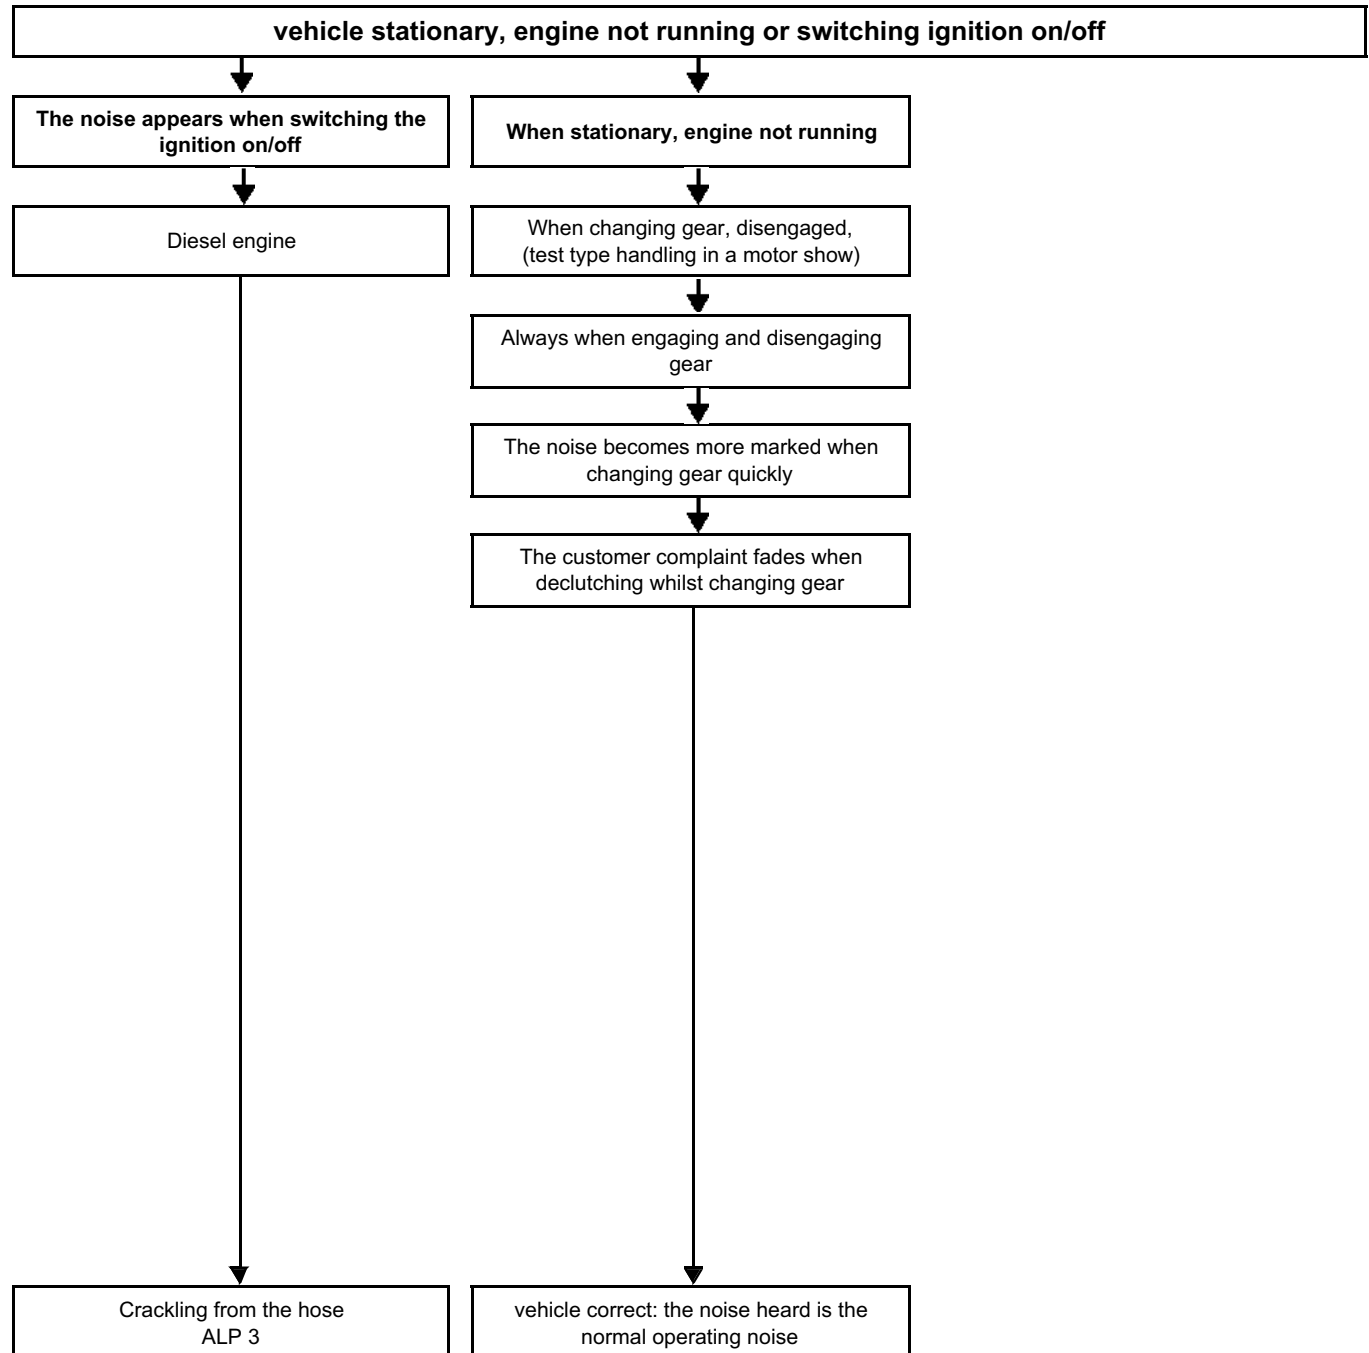 vehicle stationary, engine not running or switching ignition on/off
The noise appears when switching the
ignition on/off
When stationary, engine not running
Diesel engine
When changing gear, disengaged,
(test type handling in a motor show)
Always when engaging and disengaging
gear
The noise becomes more marked when
changing gear quickly
The customer complaint fades when
declutching whilst changing gear
Crackling from the hose
ALP 3
vehicle correct: the noise heard is the
normal operating noise